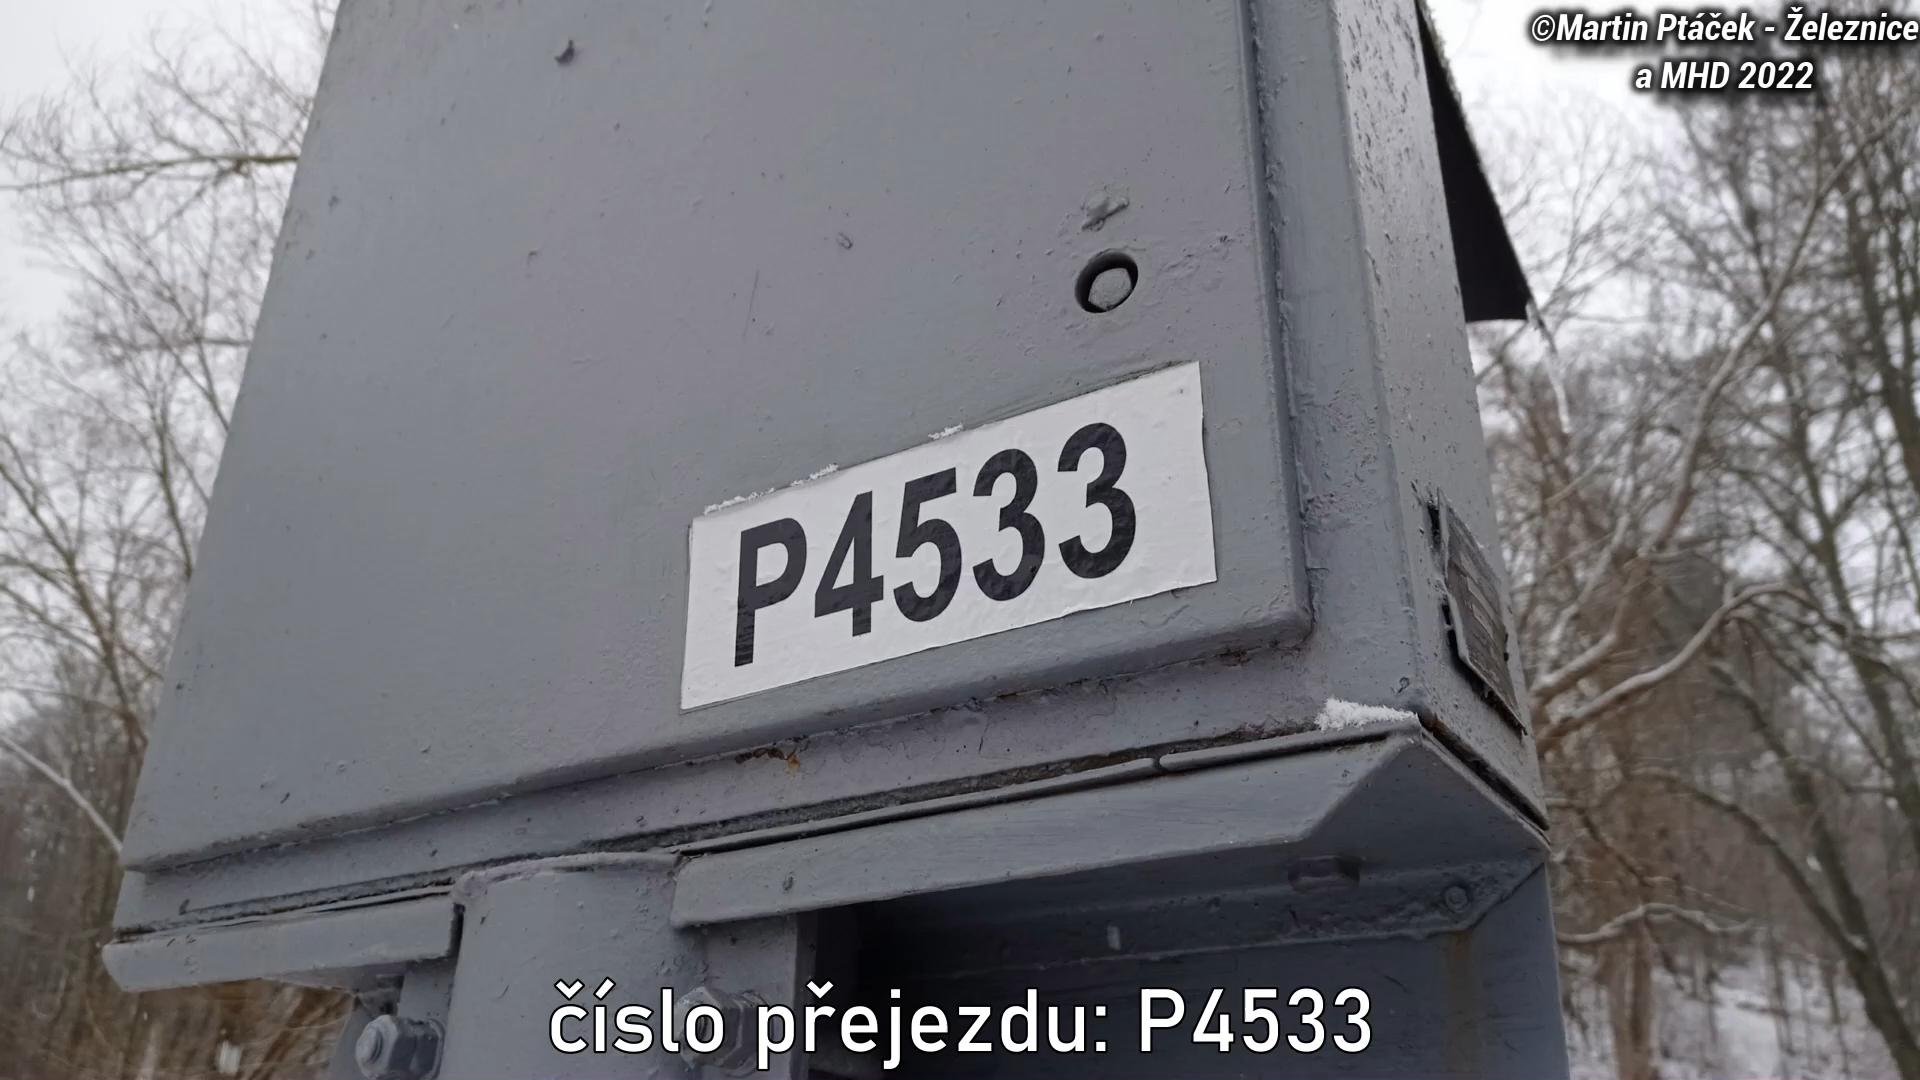 ©Martin Ptáček - Železnice
a MHD 2022
P4533
číslo přejezdu: P4533